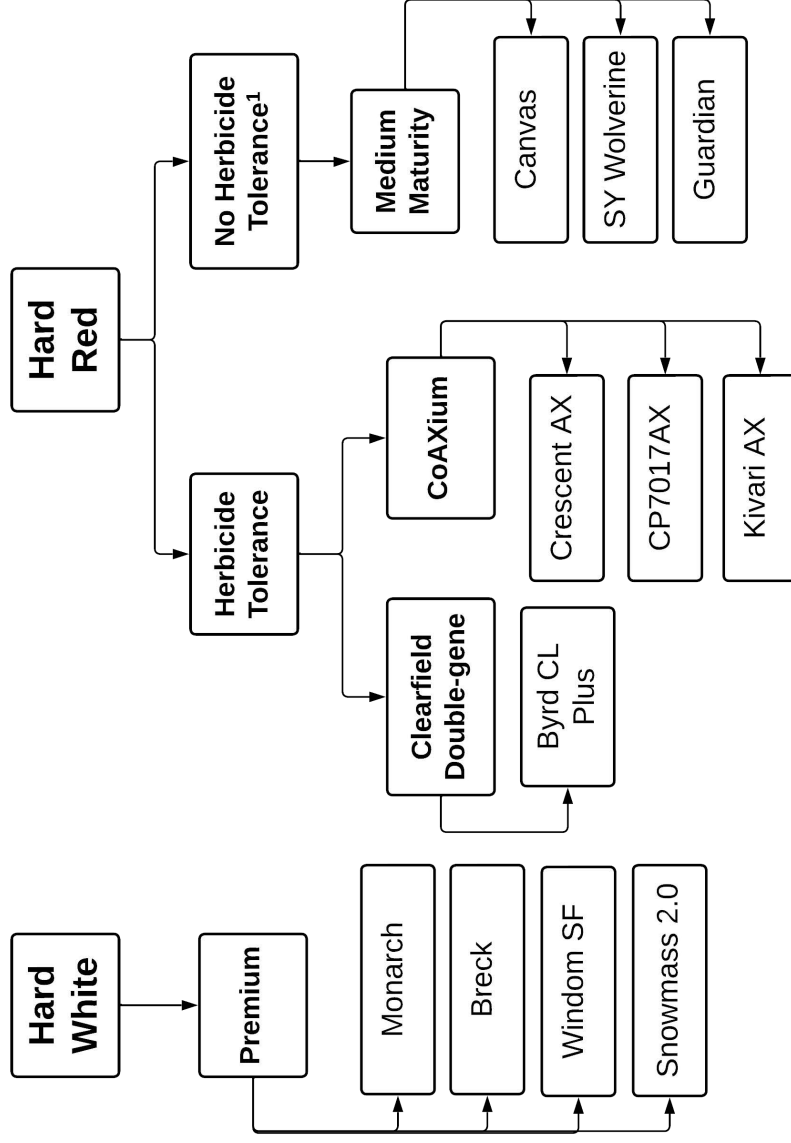 Hard
White
Premium
Monarch
Breck
Windom SF
Snowmass 2.0
Hard
Red
Herbicide
Tolerance
Clearfield
Double-gene
Byrd CL
Plus
CoAXium
Crescent AX
CP7017AX
Kivari AX
No Herbicide
Tolerance¹
Medium
Maturity
Canvas
SY Wolverine
Guardian